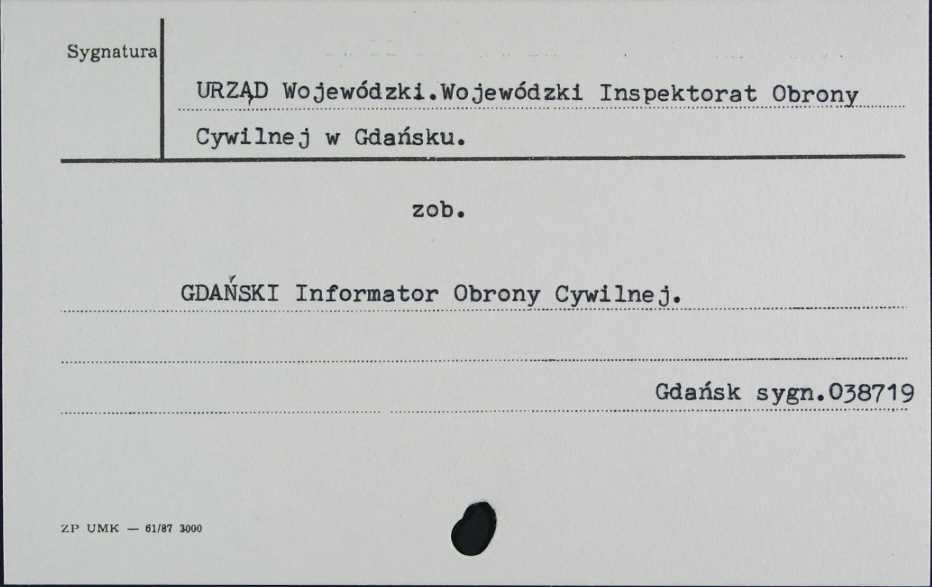 Sygnatura
URZĄD Wojewódzki.Wojewódzki Inspektorat Obrony
Cywilnej w Gdańsku.
zob.
GDAŃSKI Informator Obrony Cywilnej.
Gdańsk sygn.038719
ZP UMK — 61/87 3000